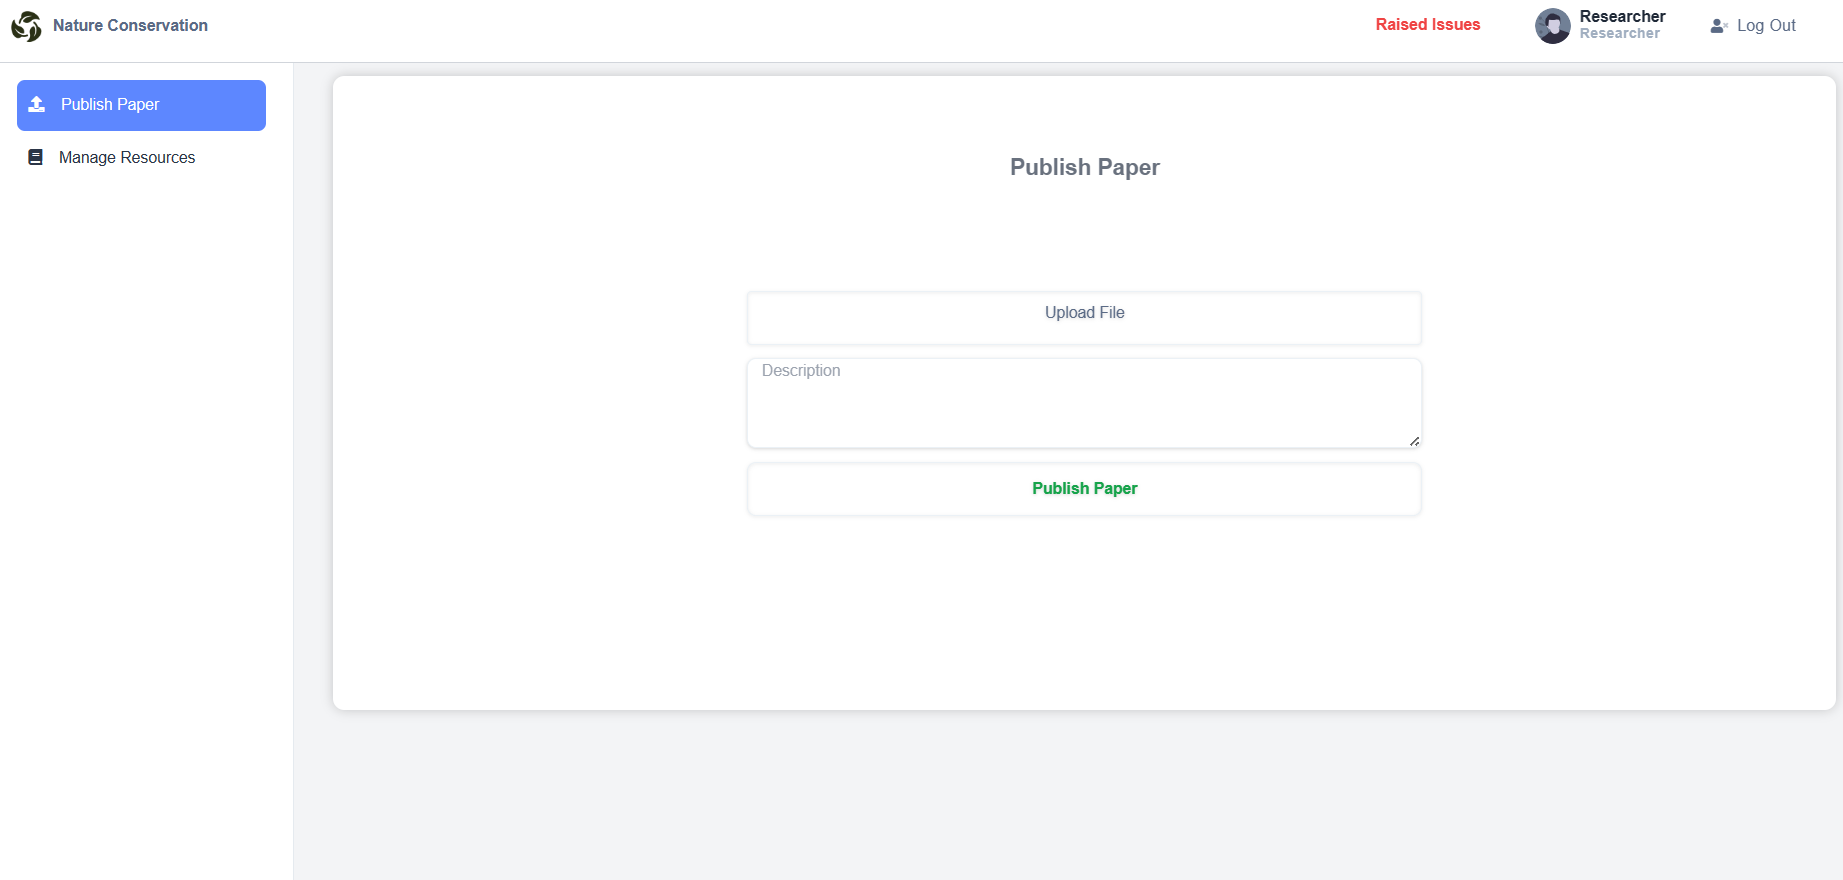 Nature Conservation
Raised Issues
Researcher
Researcher
Log Out
Publish Paper
Manage Resources
Publish Paper
Upload File
Description
Publish Paper